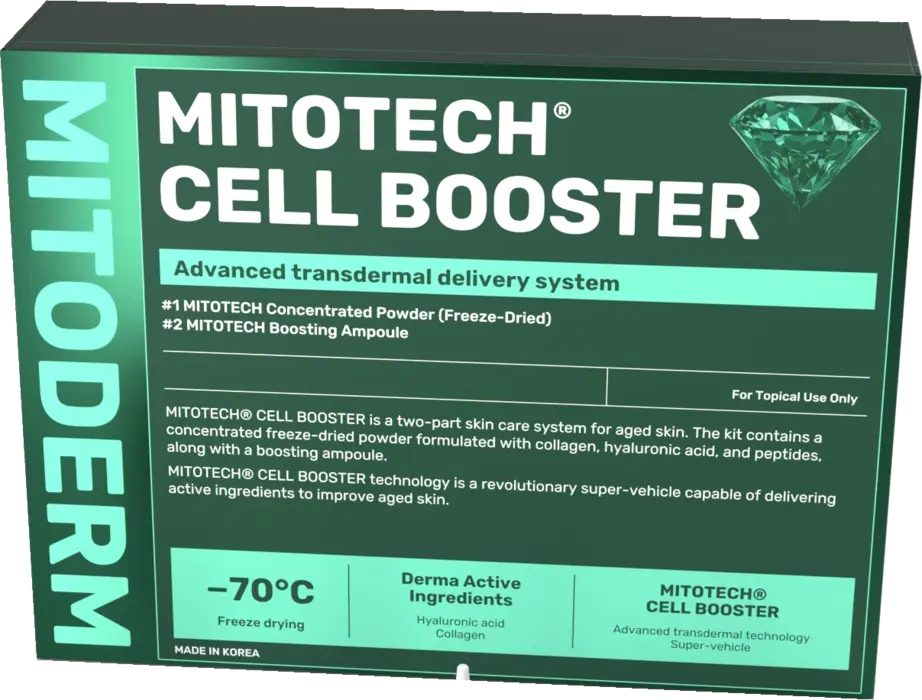 MITODERM
MITOTECH®
CELL BOOSTER
Advanced transdermal delivery system
#1 MITOTECH Concentrated Powder (Freeze-Dried)
#2 MITOTECH Boosting Ampoule
For Topical Use Only
MITOTECH® CELL BOOSTER is a two-part skin care system for aged skin. The kit contains a
concentrated freeze-dried powder formulated with collagen, hyaluronic acid, and peptides,
along with a boosting ampoule.
MITOTECH® CELL BOOSTER technology is a revolutionary super-vehicle capable of delivering
active ingredients to improve aged skin.
–70°C
Freeze drying
Derma Active
Ingredients
Hyaluronic acid
Collagen
MITOTECH®
CELL BOOSTER
Advanced transdermal technology
Super-vehicle
MADE IN KOREA